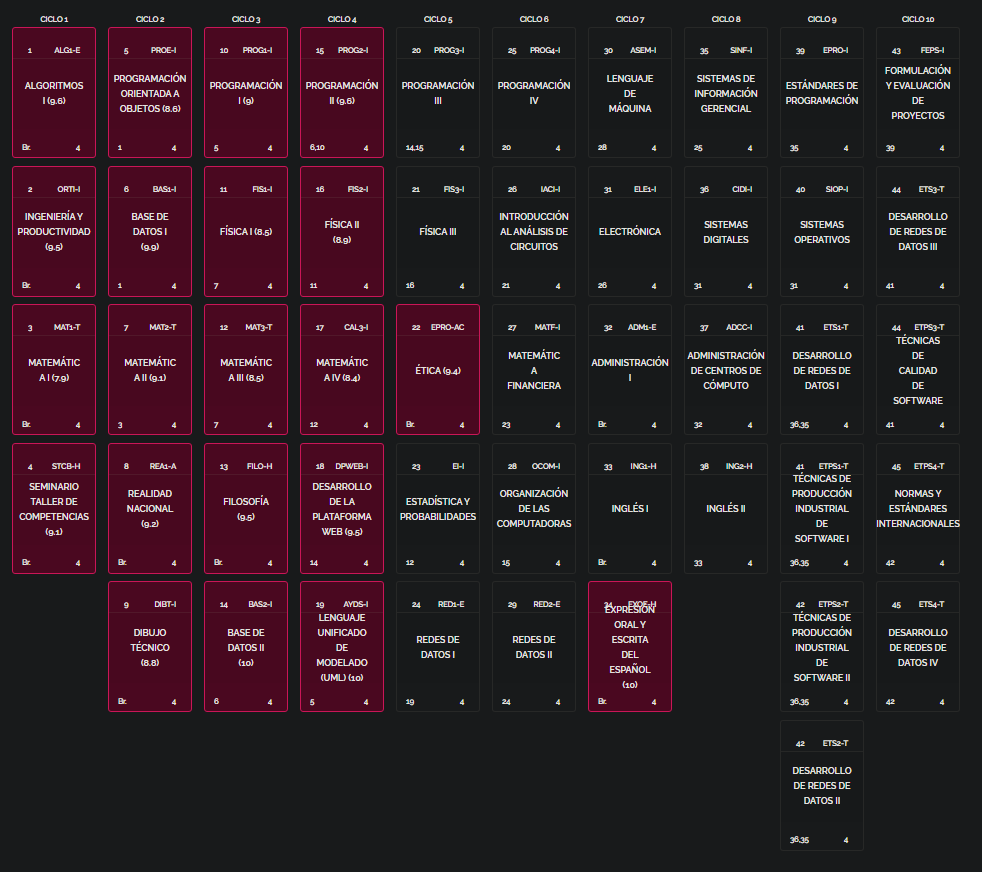 CICLO 1
1 ALG1-E
ALGORITMOS
I (9.6)
Br. 4
2 ORTI-I
INGENIERÍA Y
PRODUCTIVIDAD
(9.5)
Br. 4
3 MAT1-T
MATEMÁTIC
A I (7.9)
Br. 4
4 STCB-H
SEMINARIO
TALLER DE
COMPETENCIAS
(9.1)
Br. 4
CICLO 2
5 PROE-I
PROGRAMACIÓN
ORIENTADA A
OBJETOS (8.6)
1 4
6 BAS1-I
BASE DE
DATOS I
(9.9)
1 4
7 MAT2-T
MATEMÁTIC
A II (9.1)
3 4
8 REA1-A
REALIDAD
NACIONAL
(9.2)
Br. 4
9 DIBT-I
DIBUJO
TÉCNICO
(8.8)
Br. 4
CICLO 3
10 PROG1-I
PROGRAMACIÓN
I (9)
5 4
11 FIS1-I
FÍSICA I (8.5)
7 4
12 MAT3-T
MATEMÁTIC
A III (8.5)
7 4
13 FILO-H
FILOSOFÍA
(9.5)
Br. 4
14 BAS2-I
BASE DE
DATOS II
(10)
6 4
CICLO 4
15 PROG2-I
PROGRAMACIÓN
II (9.6)
6,10 4
16 FIS2-I
FÍSICA II
(8.9)
11 4
17 CAL3-I
MATEMÁTIC
A IV (8.4)
12 4
18 DPWEB-I
DESARROLLO
DE LA
PLATAFORMA
WEB (9.5)
14 4
19 AYDS-I
LENGUAJE
UNIFICADO
DE
MODELADO
(UML) (10)
5 4
CICLO 5
20 PROG3-I
PROGRAMACIÓN
III
14,15 4
21 FIS3-I
FÍSICA III
16 4
22 EPRO-AC
ÉTICA (9.4)
Br. 4
23 EI-I
ESTADÍSTICA Y
PROBABILIDADES
12 4
24 RED1-E
REDES DE
DATOS I
19 4
CICLO 6
25 PROG4-I
PROGRAMACIÓN
IV
20 4
26 IACI-I
INTRODUCCIÓN
AL ANÁLISIS DE
CIRCUITOS
21 4
27 MATF-I
MATEMÁTIC
A
FINANCIERA
23 4
28 OCOM-I
ORGANIZACIÓN
DE LAS
COMPUTADORAS
15 4
29 RED2-E
REDES DE
DATOS II
24 4
CICLO 7
30 ASEM-I
LENGUAJE
DE
MÁQUINA
28 4
31 ELE1-I
ELECTRÓNICA
26 4
32 ADM1-E
ADMINISTRACIÓN
I
Br. 4
33 ING1-H
INGLÉS I
Br. 4
34 EXOE-H
EXPRESIÓN
ORAL Y
ESCRITA
DEL
ESPAÑOL
(10)
Br. 4
CICLO 8
35 SINF-I
SISTEMAS DE
INFORMACIÓN
GERENCIAL
25 4
36 CIDI-I
SISTEMAS
DIGITALES
31 4
37 ADCC-I
ADMINISTRACIÓN
DE CENTROS DE
CÓMPUTO
32 4
38 ING2-H
INGLÉS II
33 4
CICLO 9
39 EPRO-I
ESTÁNDARES DE
PROGRAMACIÓN
35 4
40 SIOP-I
SISTEMAS
OPERATIVOS
31 4
41 ETS1-T
DESARROLLO
DE REDES DE
DATOS I
36,35 4
41 ETPS1-T
TÉCNICAS DE
PRODUCCIÓN
INDUSTRIAL
DE
SOFTWARE I
36,35 4
42 ETPS2-T
TÉCNICAS DE
PRODUCCIÓN
INDUSTRIAL
DE
SOFTWARE II
36,35 4
42 ETS2-T
DESARROLLO
DE REDES DE
DATOS II
36,35 4
CICLO 10
43 FEPS-I
FORMULACIÓN
Y EVALUACIÓN
DE
PROYECTOS
39 4
44 ETS3-T
DESARROLLO
DE REDES DE
DATOS III
41 4
44 ETPS3-T
TÉCNICAS
DE
CALIDAD
DE
SOFTWARE
41 4
45 ETPS4-T
NORMAS Y
ESTÁNDARES
INTERNACIONALES
42 4
45 ETS4-T
DESARROLLO
DE REDES DE
DATOS IV
42 4